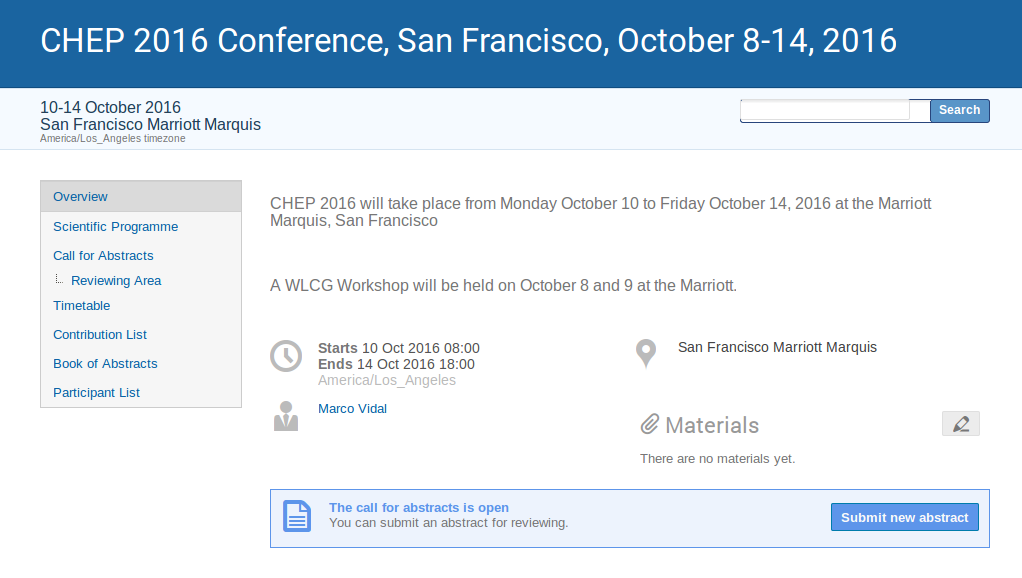 CHEP 2016 Conference, San Francisco, October 8-14, 2016
10-14 October 2016
San Francisco Marriott Marquis
America/Los_Angeles timezone
Search
Overview
Scientific Programme
Call for Abstracts
Reviewing Area
Timetable
Contribution List
Book of Abstracts
Participant List
CHEP 2016 will take place from Monday October 10 to Friday October 14, 2016 at the Marriott
Marquis, San Francisco
A WLCG Workshop will be held on October 8 and 9 at the Marriott.
Starts 10 Oct 2016 08:00
Ends 14 Oct 2016 18:00
America/Los_Angeles
San Francisco Marriott Marquis
Marco Vidal
Materials
There are no materials yet.
The call for abstracts is open
You can submit an abstract for reviewing.
Submit new abstract